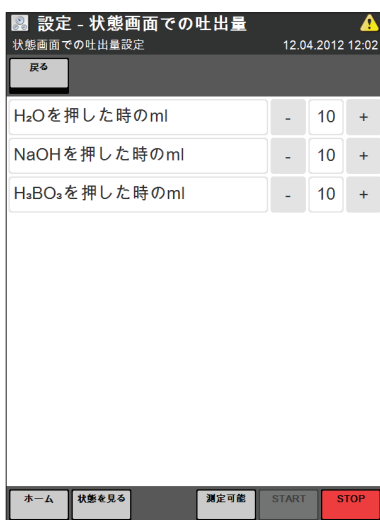 設定 - 状態画面での吐出量
状態画面での吐出量設定 12.04.2012 12:02
戻る
H₂Oを押した時のml - 10 +
NaOHを押した時のml - 10 +
H₃BO₃を押した時のml - 10 +
ホーム 状態を見る 測定可能 START STOP